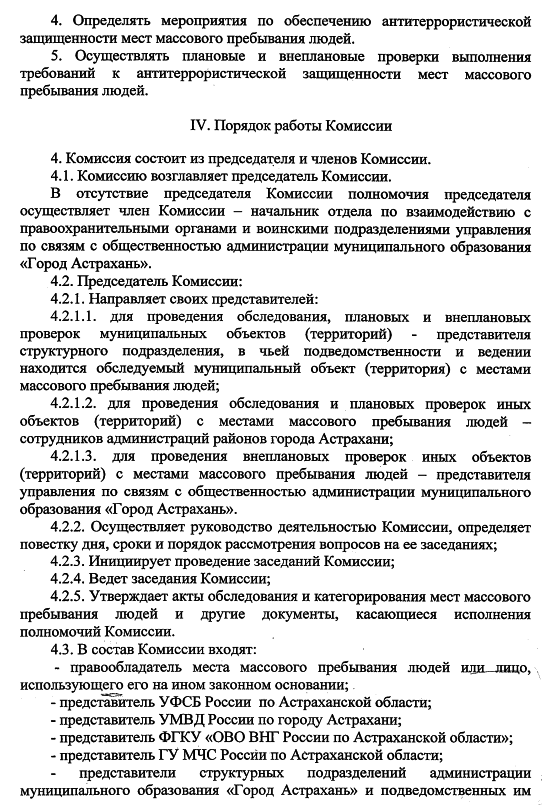 4. Определять мероприятия по обеспечению антитеррористической
защищенности мест массового пребывания людей.
5. Осуществлять плановые и внеплановые проверки выполнения
требований к антитеррористической защищенности мест массового
пребывания людей.
IV. Порядок работы Комиссии
4. Комиссия состоит из председателя и членов Комиссии.
4.1. Комиссию возглавляет председатель Комиссии.
В отсутствие председателя Комиссии полномочия председателя
осуществляет член Комиссии – начальник отдела по взаимодействию с
правоохранительными органами и воинскими подразделениями управления
по связям с общественностью администрации муниципального образования
«Город Астрахань».
4.2. Председатель Комиссии:
4.2.1. Направляет своих представителей:
4.2.1.1. для проведения обследования, плановых и внеплановых
проверок муниципальных объектов (территорий) - представителя
структурного подразделения, в чьей подведомственности и ведении
находится обследуемый муниципальный объект (территория) с местами
массового пребывания людей;
4.2.1.2. для проведения обследования и плановых проверок иных
объектов (территорий) с местами массового пребывания людей –
сотрудников администраций районов города Астрахани;
4.2.1.3. для проведения внеплановых проверок иных объектов
(территорий) с местами массового пребывания людей – представителя
управления по связям с общественностью администрации муниципального
образования «Город Астрахань».
4.2.2. Осуществляет руководство деятельностью Комиссии, определяет
повестку дня, сроки и порядок рассмотрения вопросов на ее заседаниях;
4.2.3. Инициирует проведение заседаний Комиссии;
4.2.4. Ведет заседания Комиссии;
4.2.5. Утверждает акты обследования и категорирования мест массового
пребывания людей и другие документы, касающиеся исполнения
полномочий Комиссии.
4.3. В состав Комиссии входят:
- правообладатель места массового пребывания людей или лицо,
использующего его на ином законном основании;
- представитель УФСБ России по Астраханской области;
- представитель УМВД России по городу Астрахани;
- представитель ФГКУ «ОВО ВНГ России по Астраханской области»;
- представитель ГУ МЧС России по Астраханской области;
- представители структурных подразделений администрации
муниципального образования «Город Астрахань» и подведомственных им